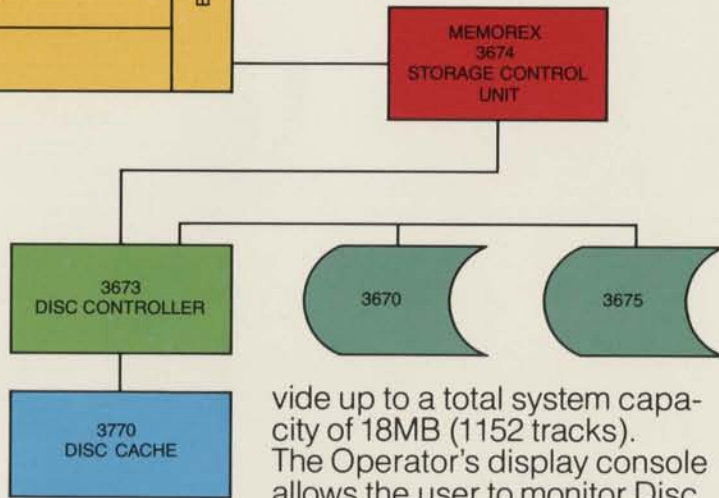 MEMOREX
3674
STORAGE CONTROL
UNIT
3673
DISC CONTROLLER
3670
3675
3770
DISC CACHE
vide up to a total system capa-
city of 18MB (1152 tracks).
The Operator's display console
allows the user to monitor Disc